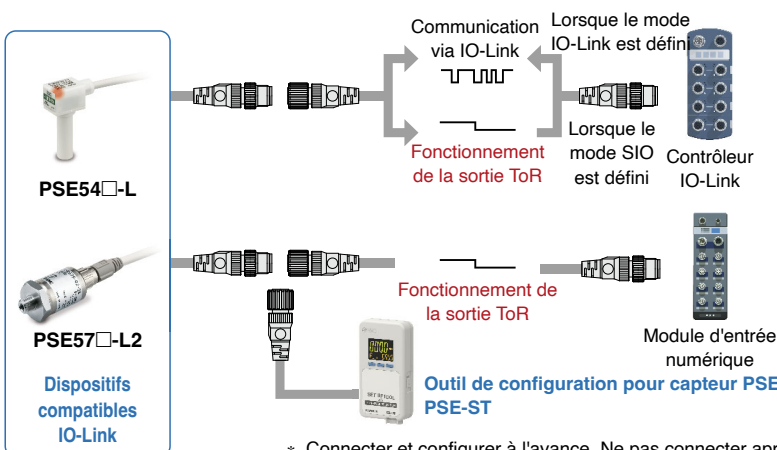 Communication
via IO-Link
Lorsque le mode
IO-Link est défini
Fonctionnement
de la sortie ToR
Lorsque le
mode SIO
est défini
Contrôleur
IO-Link
PSE54□-L
PSE57□-L2
Dispositifs
compatibles
IO-Link
Fonctionnement de
la sortie ToR
Module d'entrée
numérique
Outil de configuration pour capteur PSE
PSE-ST
* Connecter et configurer à l'avance. Ne pas connecter